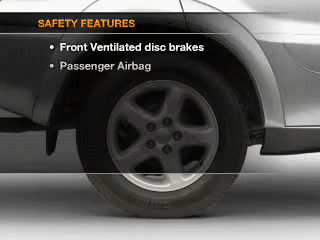 SAFETY FEATURES
• Front Ventilated disc brakes
• Passenger Airbag